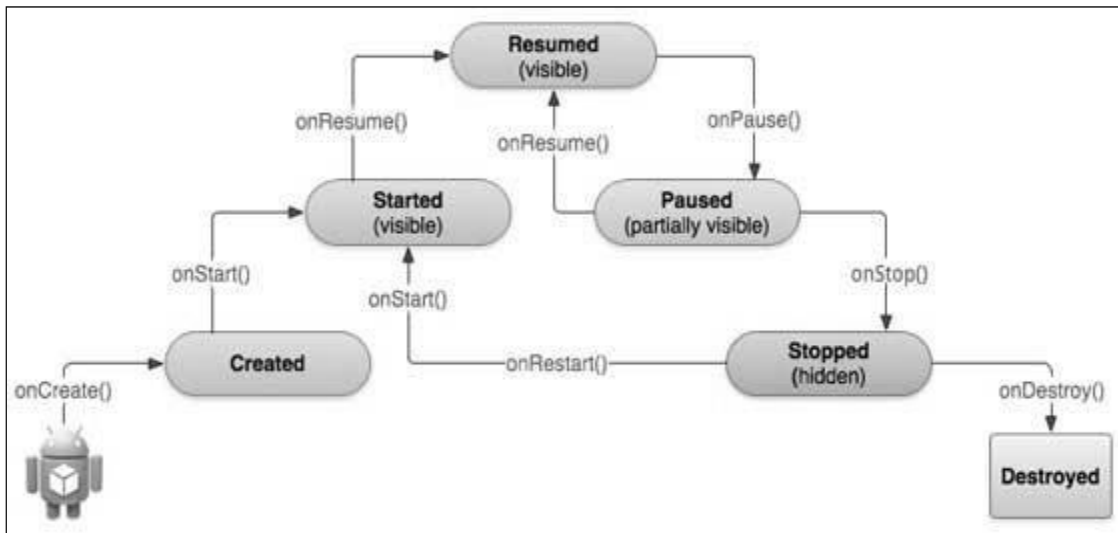 Resumed
(visible)
onResume()
onResume()
onPause()
Started
(visible)
Paused
(partially visible)
onStart()
onStart()
onStop()
Created
onRestart()
Stopped
(hidden)
onCreate()
onDestroy()
Destroyed